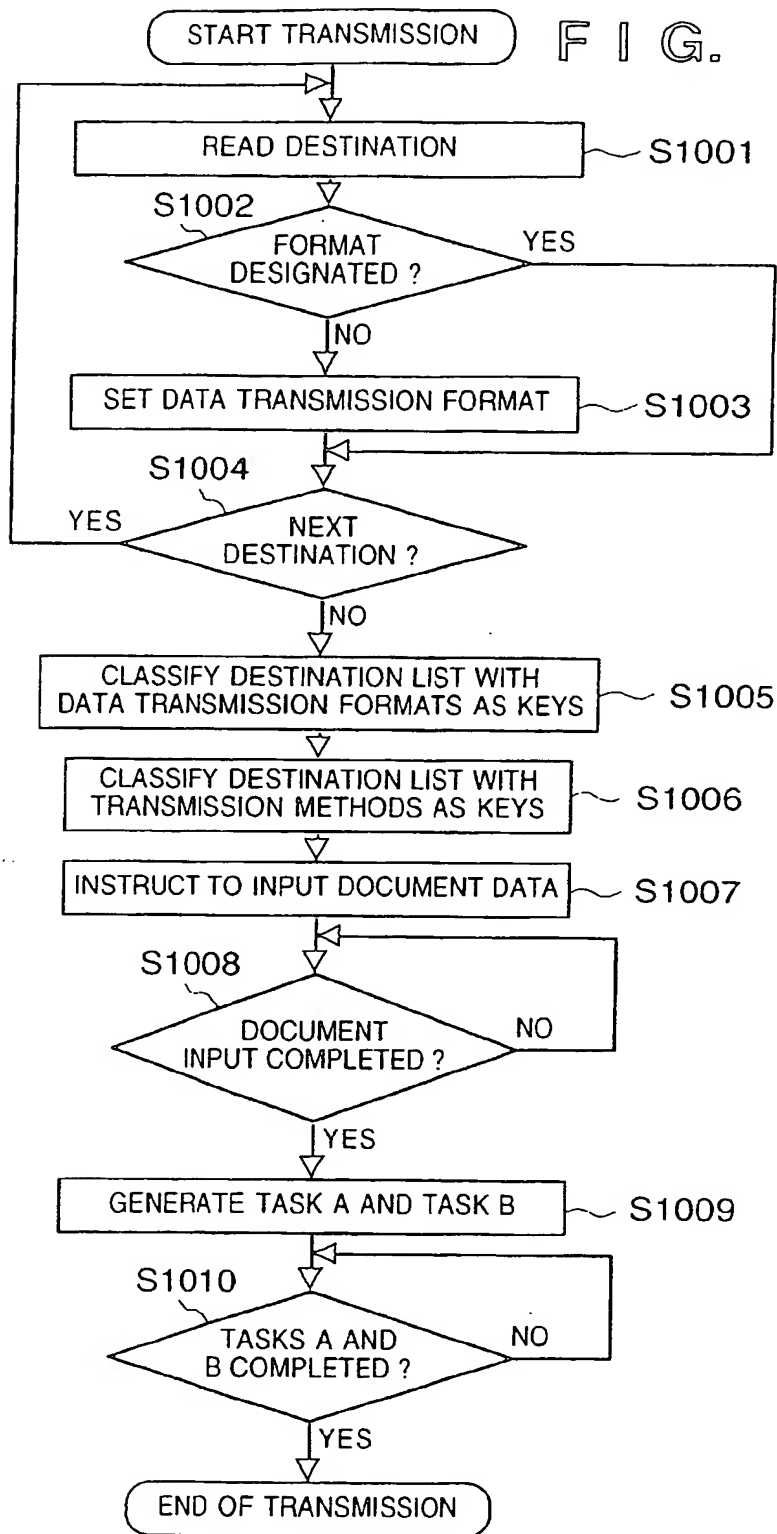 START TRANSMISSION
FIG.
READ DESTINATION
S1001
S1002
FORMAT
DESIGNATED ?
YES
NO
SET DATA TRANSMISSION FORMAT
S1003
S1004
YES
NEXT
DESTINATION ?
NO
CLASSIFY DESTINATION LIST WITH
DATA TRANSMISSION FORMATS AS KEYS
S1005
CLASSIFY DESTINATION LIST WITH
TRANSMISSION METHODS AS KEYS
S1006
INSTRUCT TO INPUT DOCUMENT DATA
S1007
S1008
DOCUMENT
INPUT COMPLETED ?
NO
YES
GENERATE TASK A AND TASK B
S1009
S1010
TASKS A AND
B COMPLETED ?
NO
YES
END OF TRANSMISSION